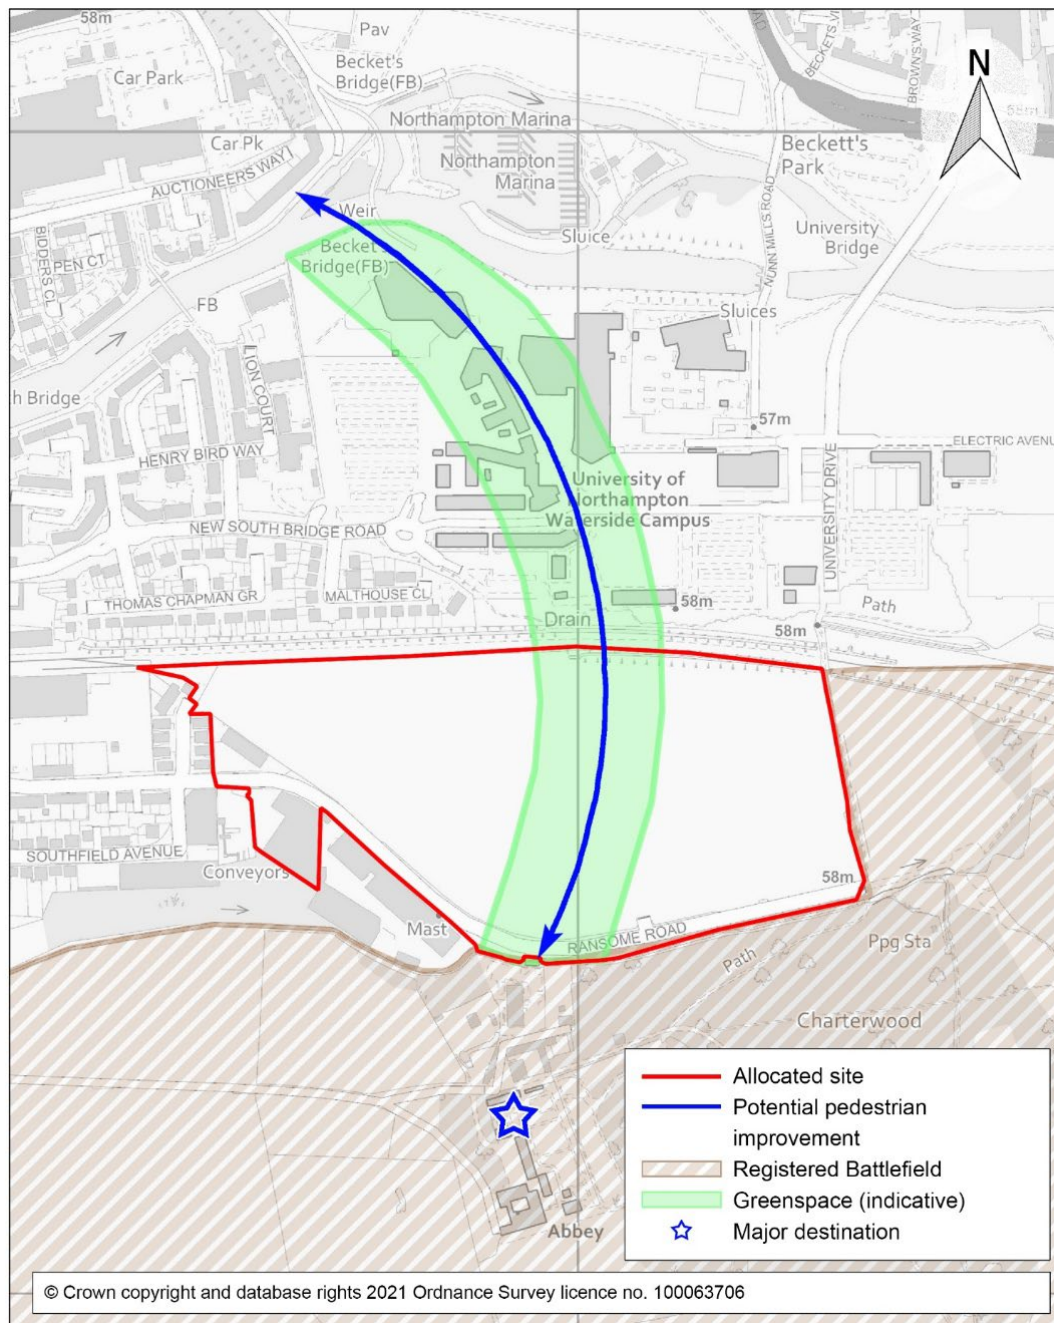 58m
Pav
Becket's
Bridge(FB)
Car Park
BROWN'S WAY
N
Northampton Marina
Car Pk
Northampton
Marina
Beckett's
Park
AUCTIONEERS WAY
Weir
BIDDERS CL
PEN CT
Becket
Bridge(FB)
Sluice
NUNN MILLS ROAD
University
Bridge
FB
Sluices
LION COURT
h Bridge
57m
HENRY BIRD WAY
ELECTRIC AVENU
University of
Northampton
Waterside Campus
NEW SOUTH BRIDGE ROAD
UNIVERSITY DRIVE
THOMAS CHAPMAN GR
MALTHOUSE CL
Drain
58m
Path
58m
SOUTHFIELD AVENUE
Conveyors
58m
Mast
RANSOME ROAD
Path
Ppg Sta
Charterwood
Abbey
Allocated site
Potential pedestrian
improvement
Registered Battlefield
Greenspace (indicative)
Major destination
© Crown copyright and database rights 2021 Ordnance Survey licence no. 100063706